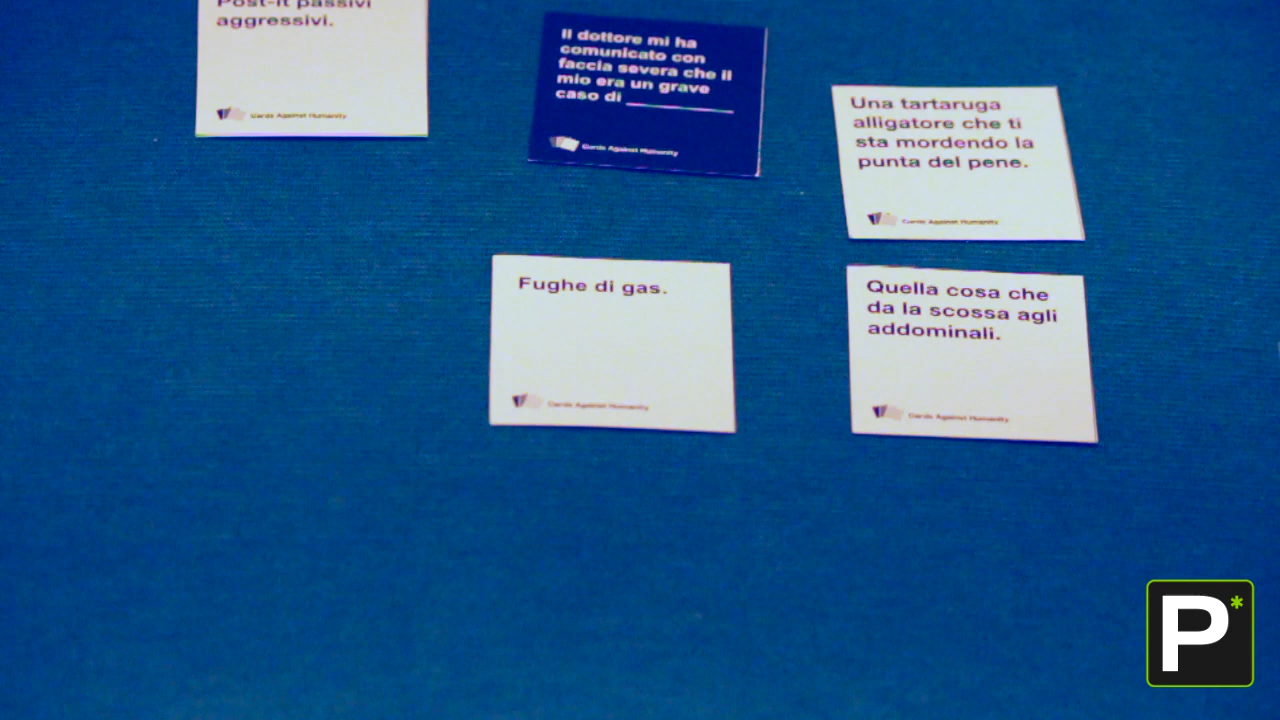 Post-it passivi
aggressivi.
Cards Against Humanity
Il dottore mi ha
comunicato con
faccia severa che il
mio era un grave
caso di ___________
Cards Against Humanity
Una tartaruga
alligatore che ti
sta mordendo la
punta del pene.
Cards Against Humanity
Fughe di gas.
Cards Against Humanity
Quella cosa che
da la scossa agli
addominali.
Cards Against Humanity
P*